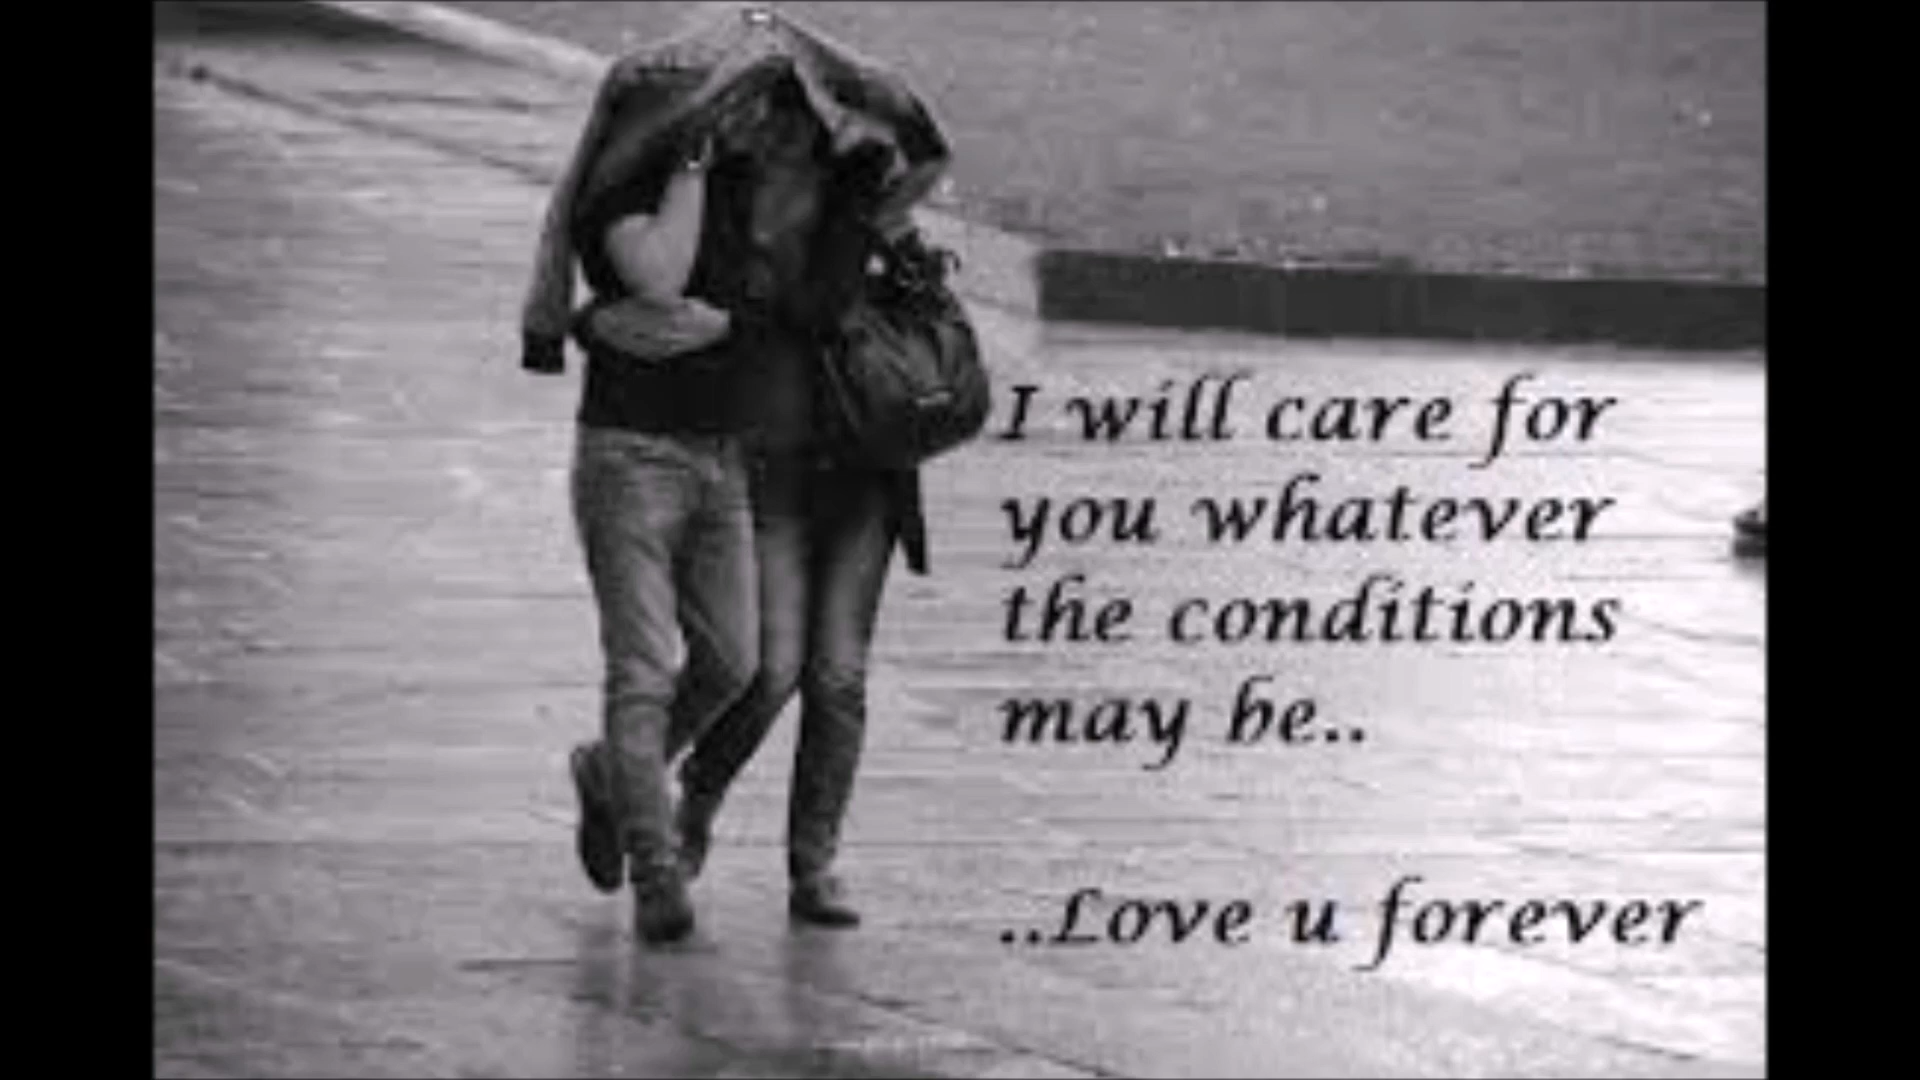 I will care for
you whatever
the conditions
may be..
..Love u forever